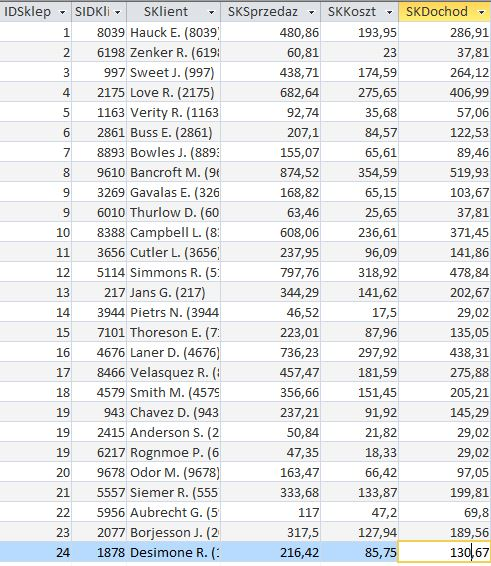 IDSklep SIDKli SKlient SKSprzedaz SKKoszt SKDochod
1 8039 Hauck E. (8039) 480,86 193,95 286,91
2 6198 Zenker R. (6198 60,81 23 37,81
3 997 Sweet J. (997) 438,71 174,59 264,12
4 2175 Love R. (2175) 682,64 275,65 406,99
5 1163 Verity R. (1163 92,74 35,68 57,06
6 2861 Buss E. (2861) 207,1 84,57 122,53
7 8893 Bowles J. (889 155,07 65,61 89,46
8 9610 Bancroft M. (9 874,52 354,59 519,93
9 3269 Gavalas E. (326 168,82 65,15 103,67
9 6010 Thurlow D. (60 63,46 25,65 37,81
10 8388 Campbell L. (8 608,06 236,61 371,45
11 3656 Cutler L. (3656 237,95 96,09 141,86
12 5114 Simmons R. (5 797,76 318,92 478,84
13 217 Jans G. (217) 344,29 141,62 202,67
14 3944 Pietrs N. (3944 46,52 17,5 29,02
15 7101 Thoreson E. (7 223,01 87,96 135,05
16 4676 Laner D. (4676) 736,23 297,92 438,31
17 8466 Velasquez R. ( 457,47 181,59 275,88
18 4579 Smith M. (4579 356,66 151,45 205,21
19 943 Chavez D. (943 237,21 91,92 145,29
19 2415 Anderson S. (2 50,84 21,82 29,02
19 6217 Rognmoe P. (6 47,35 18,33 29,02
20 9678 Odor M. (9678) 163,47 66,42 97,05
21 5557 Siemer R. (555 333,68 133,87 199,81
22 5956 Aubrecht G. (5 117 47,2 69,8
23 2077 Borjesson J. (2 317,5 127,94 189,56
24 1878 Desimone R. ( 216,42 85,75 130,67